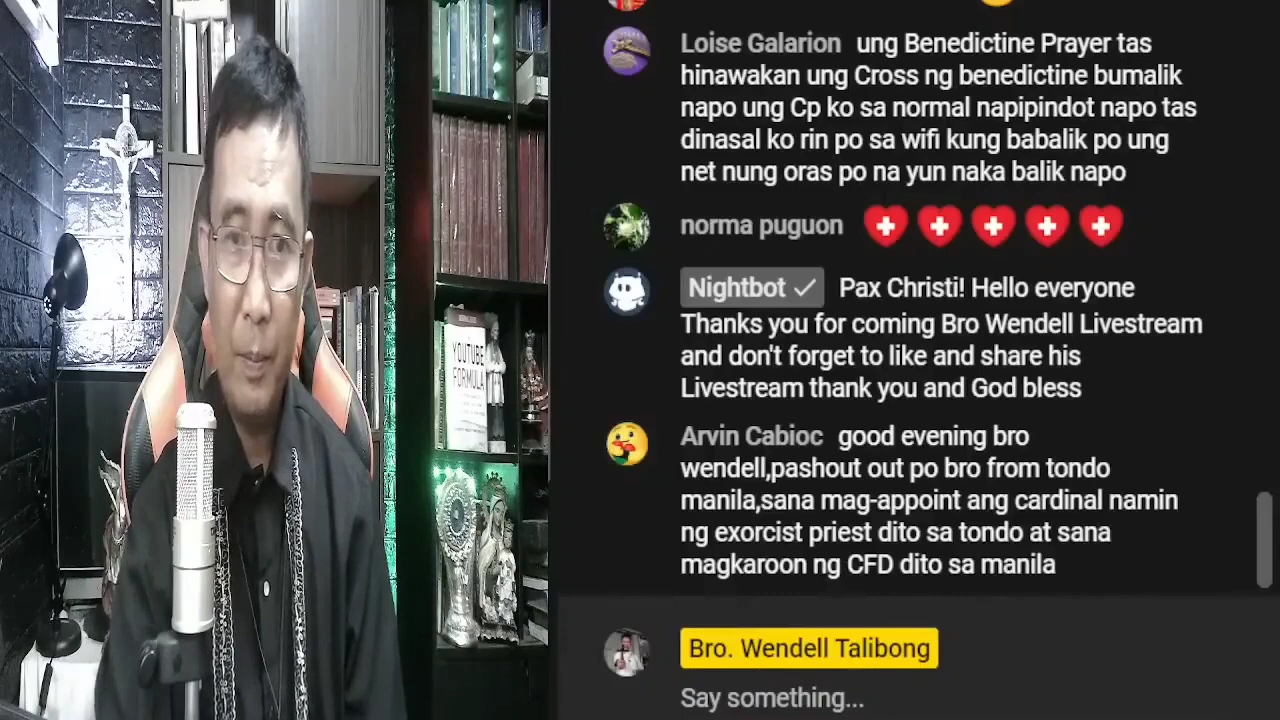 YOUTUBE
FORMULA
Loise Galarion ung Benedictine Prayer tas
hinawakan ung Cross ng benedictine bumalik
napo ung Cp ko sa normal napipindot napo tas
dinasal ko rin po sa wifi kung babalik po ung
net nung oras po na yun naka balik napo
norma puguon
Nightbot Pax Christi! Hello everyone
Thanks you for coming Bro Wendell Livestream
and don't forget to like and share his
Livestream thank you and God bless
Arvin Cabioc good evening bro
wendell,pashout out po bro from tondo
manila,sana mag-appoint ang cardinal namin
ng exorcist priest dito sa tondo at sana
magkaroon ng CFD dito sa manila
Bro. Wendell Talibong
Say something...